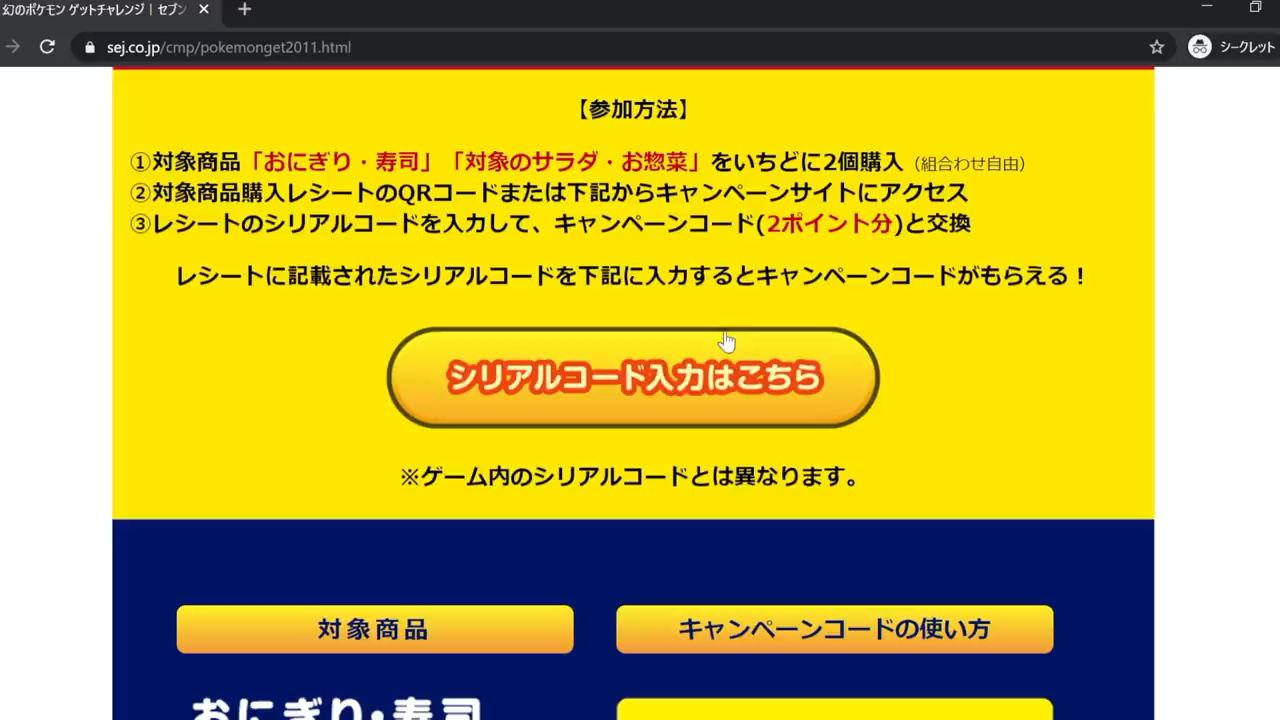 幻のポケモン ゲットチャレンジ｜セブン
sej.co.jp/cmp/pokemonget2011.html
シークレット
【参加方法】
①対象商品「おにぎり・寿司」「対象のサラダ・お惣菜」をいちどに2個購入（組合わせ自由）
②対象商品購入レシートのQRコードまたは下記からキャンペーンサイトにアクセス
③レシートのシリアルコードを入力して、キャンペーンコード(2ポイント分)と交換
レシートに記載されたシリアルコードを下記に入力するとキャンペーンコードがもらえる！
シリアルコード入力はこちら
※ゲーム内のシリアルコードとは異なります。
対象商品
キャンペーンコードの使い方
おにぎり・寿司